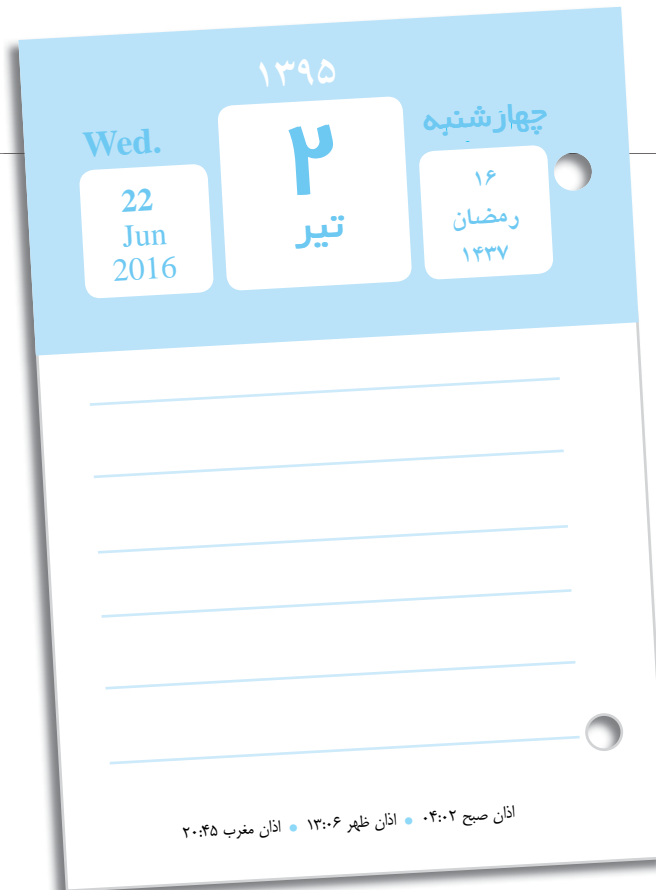 ۱۳۹۵
چهارشنبه
۱۶
رمضان
۱۴۳۷
۲
تیر
Wed.
22
Jun
2016
اذان صبح ۰۴:۰۲ • اذان ظهر ۱۳:۰۶ • اذان مغرب ۲۰:۴۵